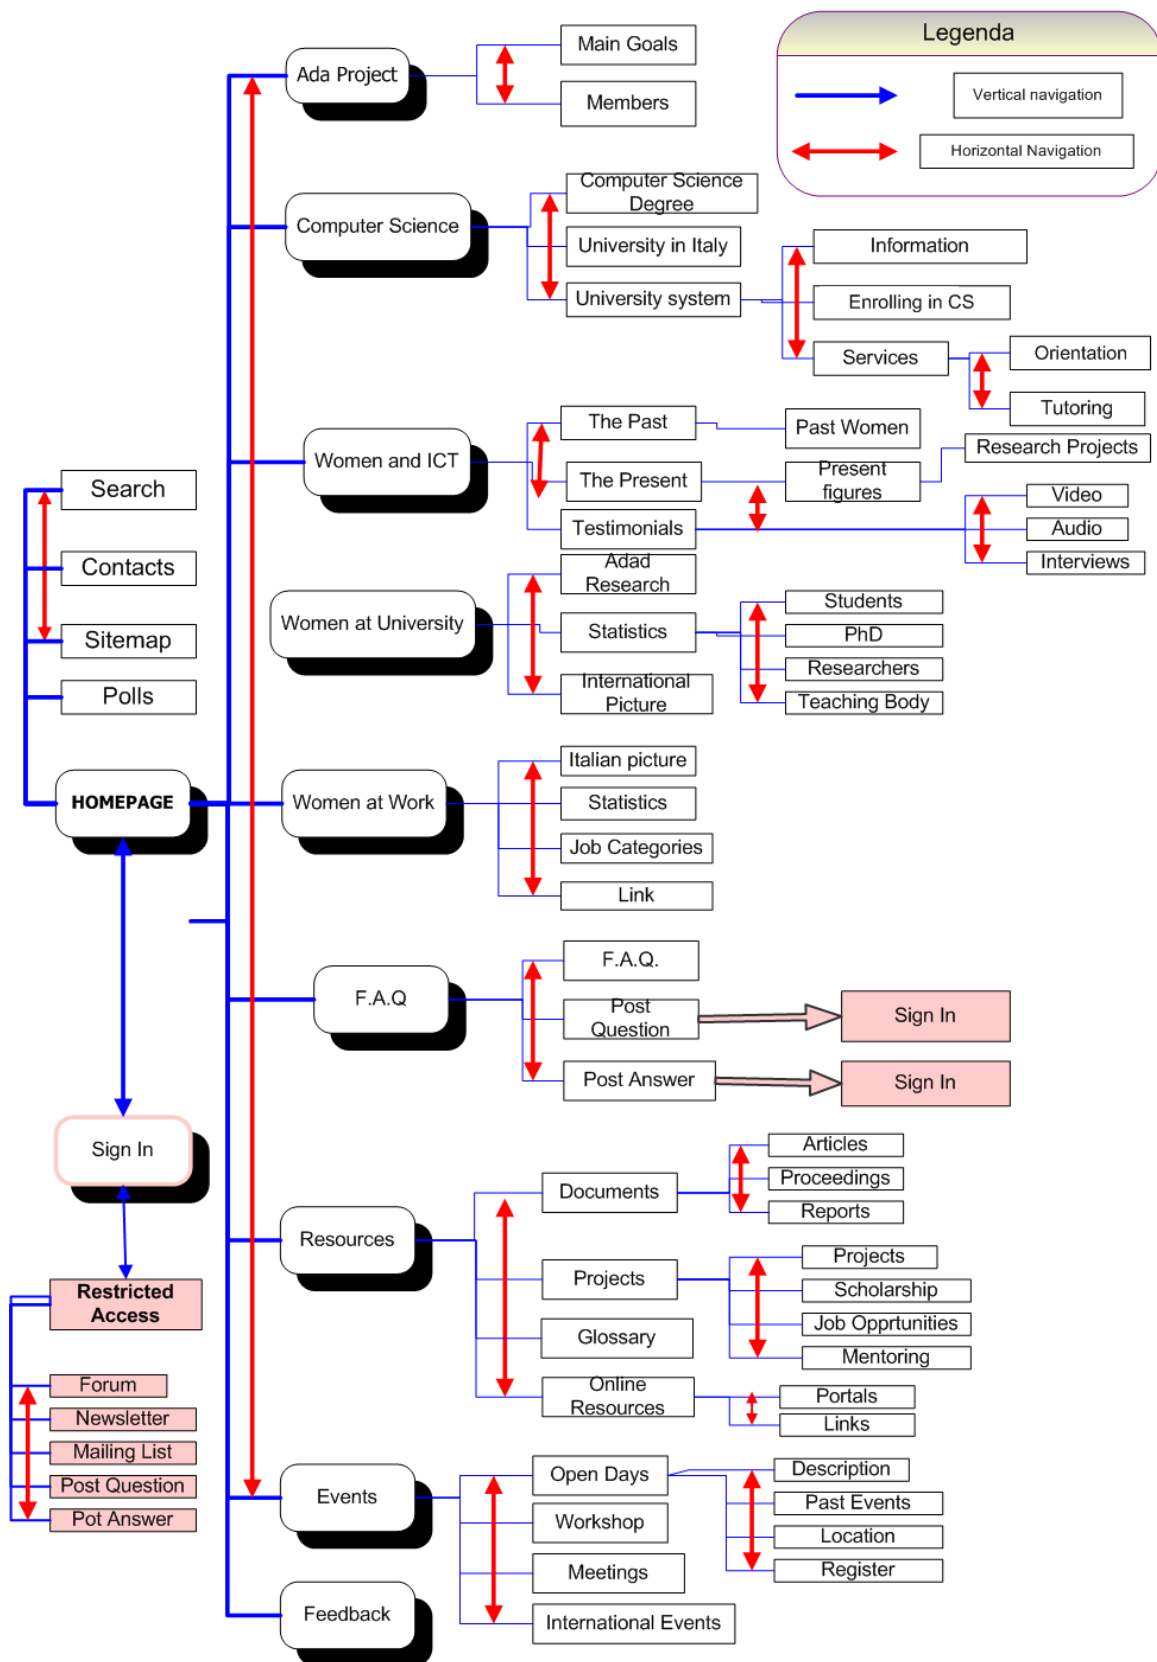 Legenda
Vertical navigation
Horizontal Navigation
Ada Project
Main Goals
Members
Computer Science
Computer Science
Degree
University in Italy
University system
Information
Enrolling in CS
Services
Orientation
Tutoring
Women and ICT
The Past
Past Women
The Present
Present
figures
Research Projects
Testimonials
Video
Audio
Interviews
Search
Contacts
Sitemap
Polls
HOMEPAGE
Women at University
Adad
Research
Statistics
International
Picture
Students
PhD
Researchers
Teaching Body
Women at Work
Italian picture
Statistics
Job Categories
Link
F.A.Q
F.A.Q.
Post
Question
Sign In
Post Answer
Sign In
Sign In
Restricted
Access
Forum
Newsletter
Mailing List
Post Question
Pot Answer
Resources
Documents
Articles
Proceedings
Reports
Projects
Projects
Scholarship
Job Opprtunities
Mentoring
Glossary
Online
Resources
Portals
Links
Events
Open Days
Description
Past Events
Location
Register
Workshop
Meetings
International Events
Feedback